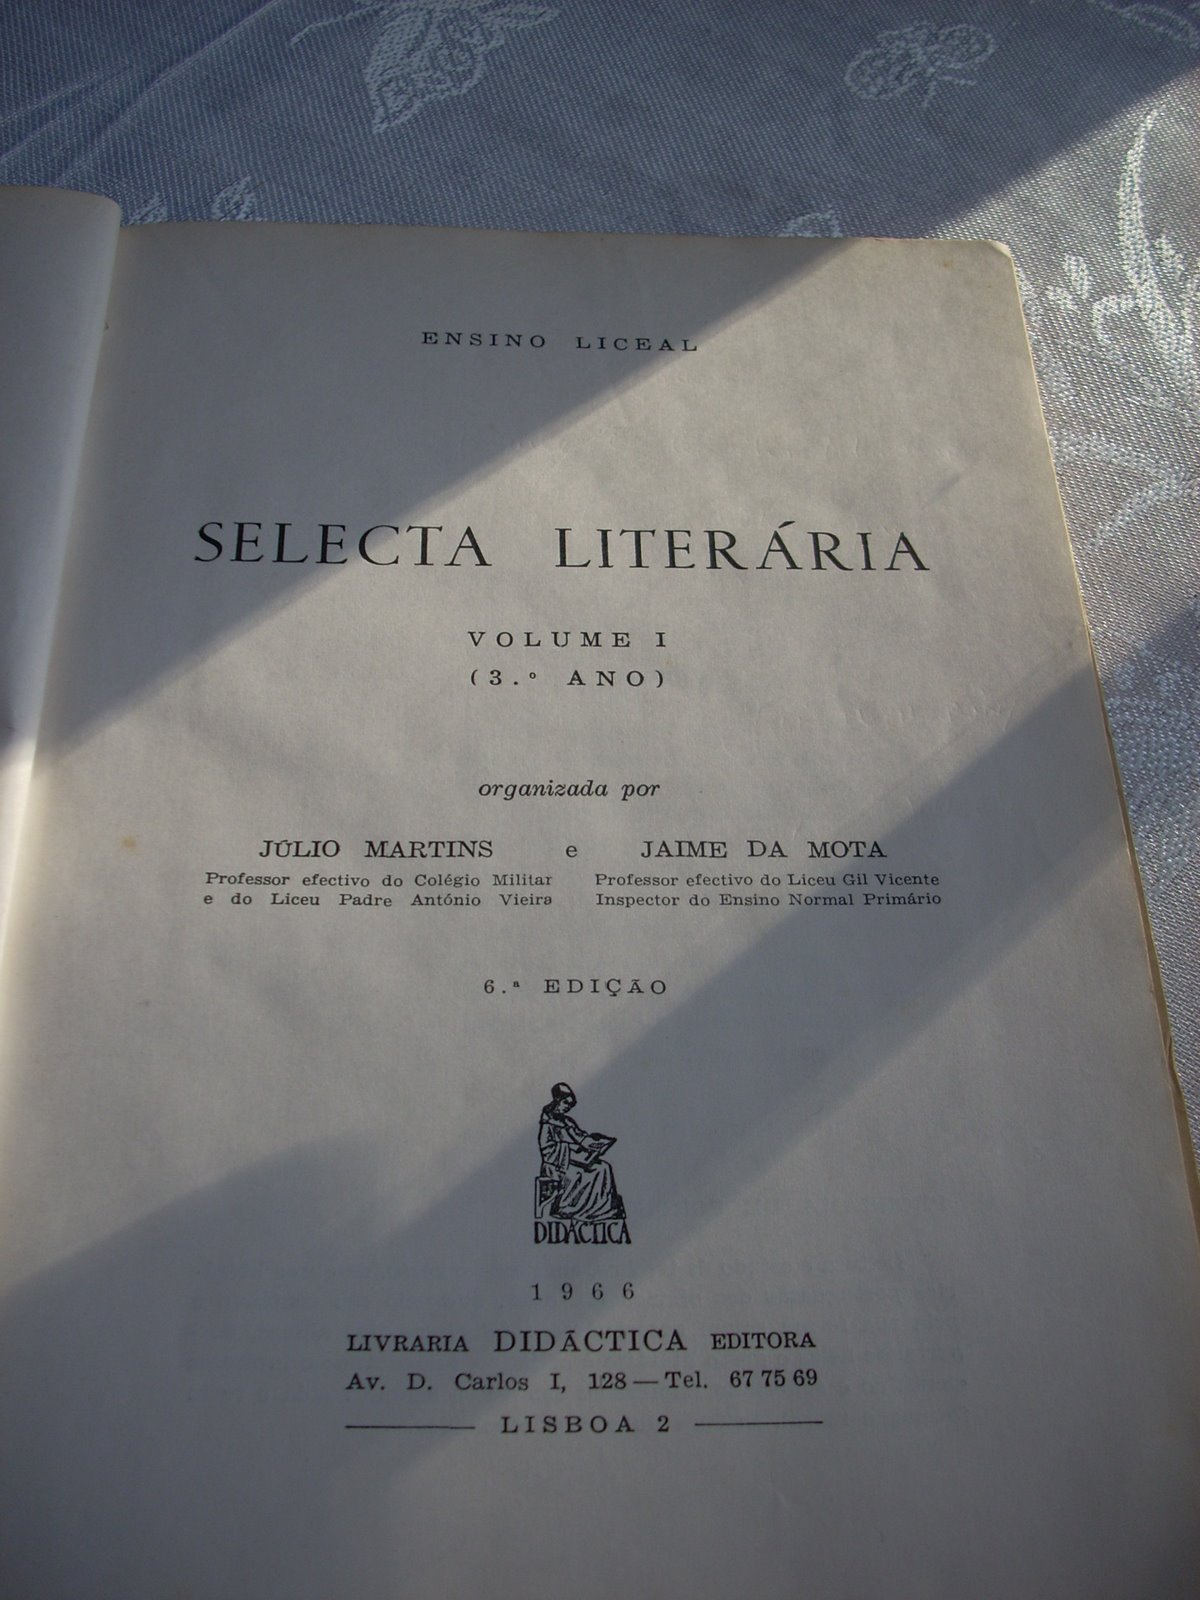 ENSINO LICEAL
SELECTA LITERÁRIA
VOLUME I
(3.º ANO)
organizada por
JÚLIO MARTINS e JAIME DA MOTA
Professor efectivo do Colégio Militar Professor efectivo do Liceu Gil Vicente
e do Liceu Padre António Vieira Inspector do Ensino Normal Primário
6.ª EDIÇÃO
DIDÁCTICA
1966
LIVRARIA DIDÁCTICA EDITORA
Av. D. Carlos I, 128 — Tel. 67 75 69
LISBOA 2